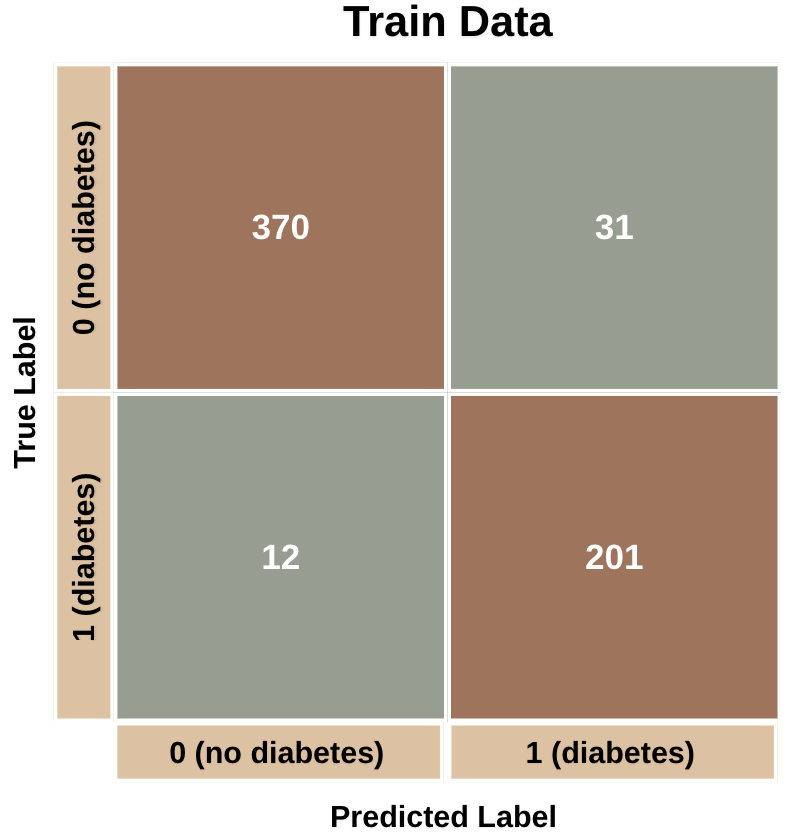 Train Data
True Label
0 (no diabetes)
370
31
1 (diabetes)
12
201
0 (no diabetes)
1 (diabetes)
Predicted Label